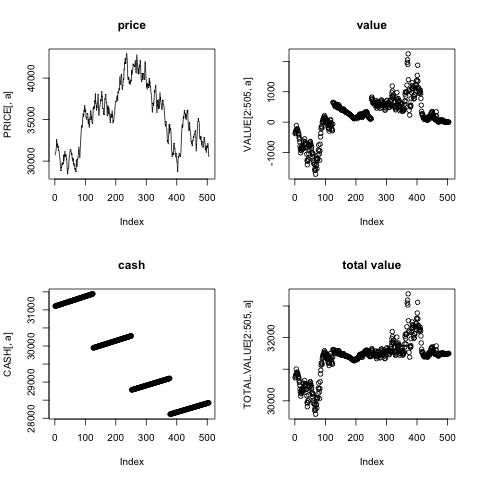 price
value
PRICE[, a]
30000 35000 40000
VALUE[2:505, a]
-1000 0 1000
0 100 200 300 400 500
0 100 200 300 400 500
Index
Index
cash
total value
CASH[, a]
28000 29000 30000 31000
TOTAL.VALUE[2:505, a]
30000 32000
0 100 200 300 400 500
0 100 200 300 400 500
Index
Index